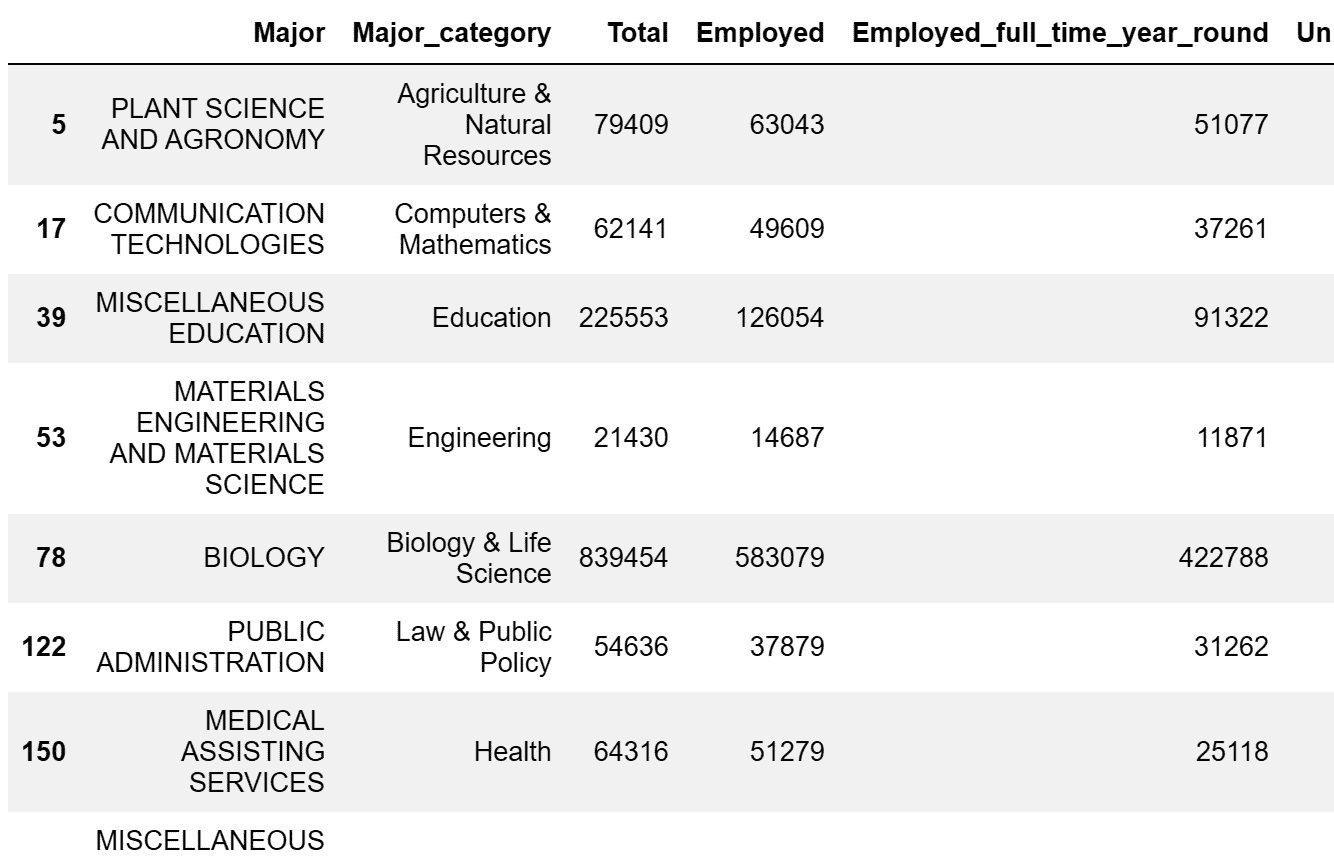 Major Major_category Total Employed Employed_full_time_year_round Un
5 PLANT SCIENCE AND AGRONOMY Agriculture & Natural Resources 79409 63043 51077
17 COMMUNICATION TECHNOLOGIES Computers & Mathematics 62141 49609 37261
39 MISCELLANEOUS EDUCATION Education 225553 126054 91322
53 MATERIALS ENGINEERING AND MATERIALS SCIENCE Engineering 21430 14687 11871
78 BIOLOGY Biology & Life Science 839454 583079 422788
122 PUBLIC ADMINISTRATION Law & Public Policy 54636 37879 31262
150 MEDICAL ASSISTING SERVICES Health 64316 51279 25118
MISCELLANEOUS